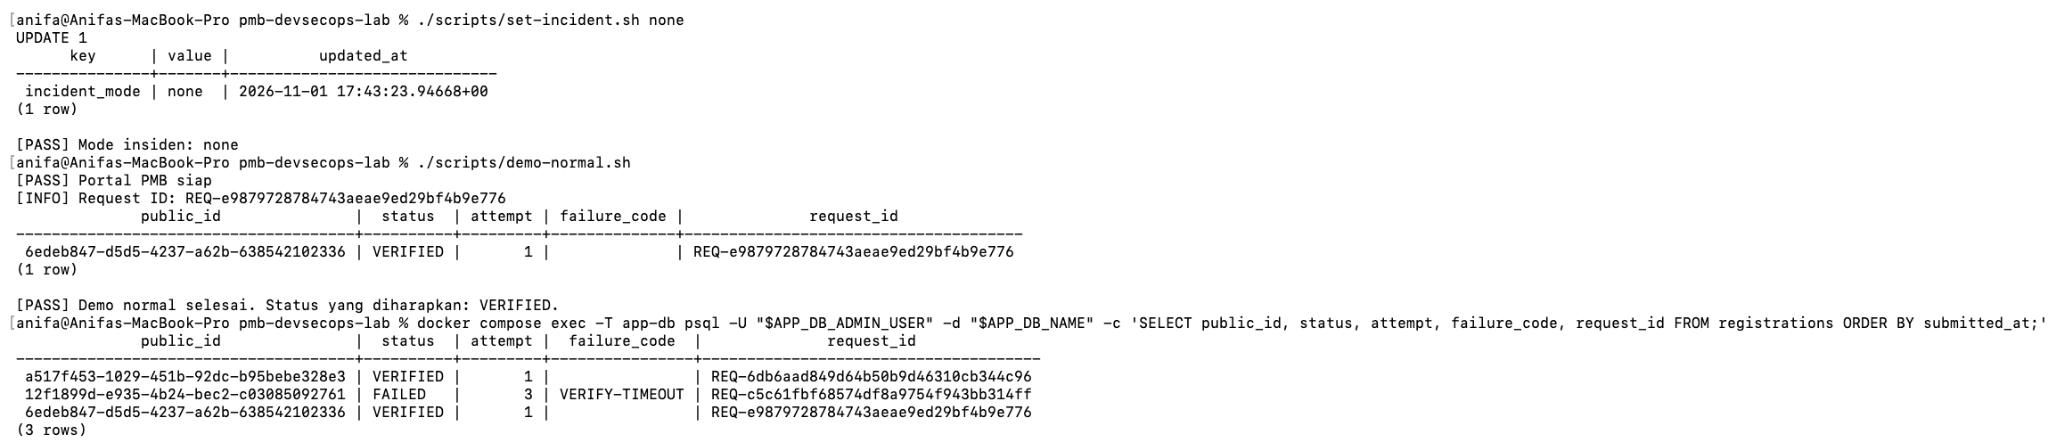 [anifa@Anifas-MacBook-Pro pmb-devsecops-lab % ./scripts/set-incident.sh none
UPDATE 1
      key      | value |          updated_at
---------------+-------+------------------------------
 incident_mode | none  | 2026-11-01 17:43:23.94668+00
(1 row)

[PASS] Mode insiden: none
[anifa@Anifas-MacBook-Pro pmb-devsecops-lab % ./scripts/demo-normal.sh
[PASS] Portal PMB siap
[INFO] Request ID: REQ-e9879728784743aeae9ed29bf4b9e776
              public_id               |  status  | attempt | failure_code |              request_id
--------------------------------------+----------+---------+--------------+--------------------------------------
 6edeb847-d5d5-4237-a62b-638542102336 | VERIFIED |       1 |              | REQ-e9879728784743aeae9ed29bf4b9e776
(1 row)

[PASS] Demo normal selesai. Status yang diharapkan: VERIFIED.
[anifa@Anifas-MacBook-Pro pmb-devsecops-lab % docker compose exec -T app-db psql -U "$APP_DB_ADMIN_USER" -d "$APP_DB_NAME" -c 'SELECT public_id, status, attempt, failure_code, request_id FROM registrations ORDER BY submitted_at;'
              public_id               |  status  | attempt |  failure_code  |              request_id
--------------------------------------+----------+---------+----------------+--------------------------------------
 a517f453-1029-451b-92dc-b95bebe328e3 | VERIFIED |       1 |                | REQ-6db6aad849d64b50b9d46310cb344c96
 12f1899d-e935-4b24-bec2-c03085092761 | FAILED   |       3 | VERIFY-TIMEOUT | REQ-c5c61fbf68574df8a9754f943bb314ff
 6edeb847-d5d5-4237-a62b-638542102336 | VERIFIED |       1 |                | REQ-e9879728784743aeae9ed29bf4b9e776
(3 rows)